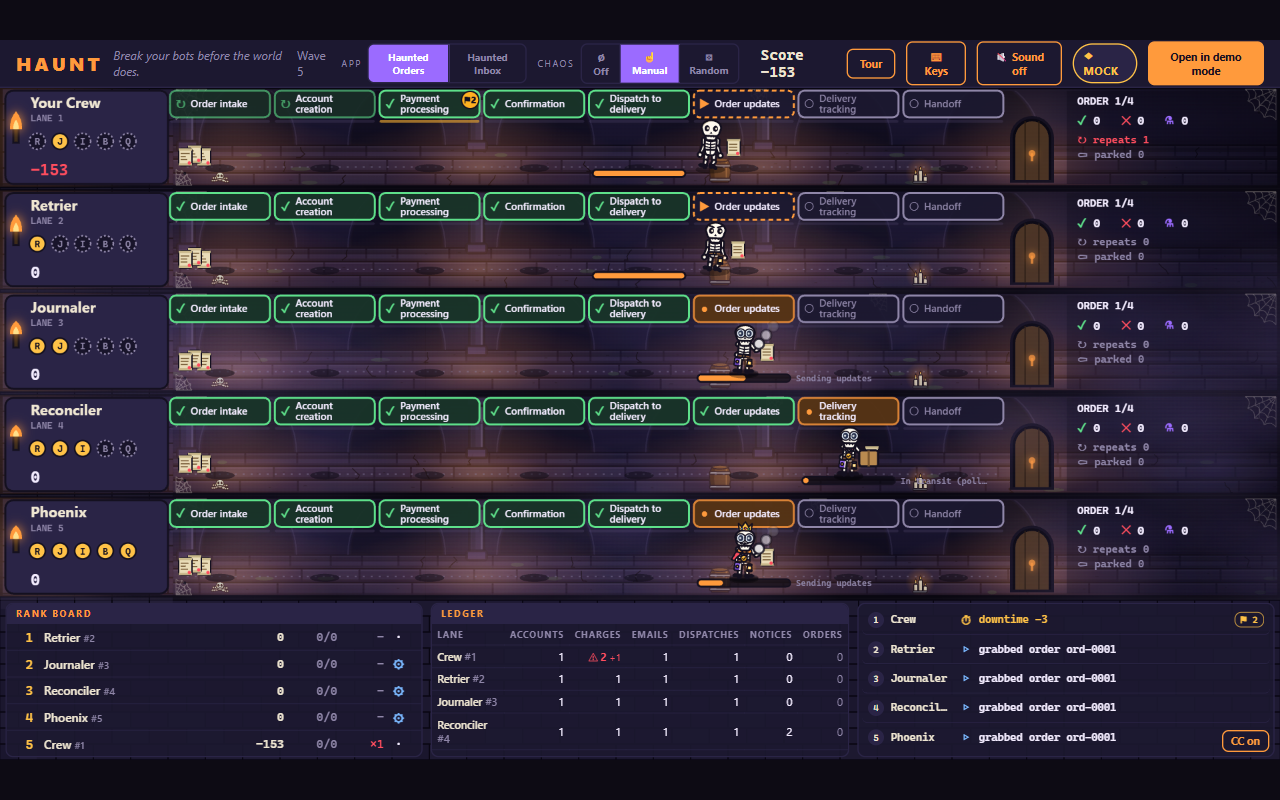 HAUNT
Break your bots before the world does.
Wave 5
APP
Haunted Orders
Haunted Inbox
CHAOS
Off
Manual
Random
Score −153
Tour
Keys
Sound off
MOCK
Open in demo mode
Your Crew
LANE 1
R J I B Q
−153
Order intake
Account creation
Payment processing
2
Confirmation
Dispatch to delivery
Order updates
Delivery tracking
Handoff
ORDER 1/4
0 0 0
repeats 1
parked 0
Retrier
LANE 2
R J I B Q
0
Order intake
Account creation
Payment processing
Confirmation
Dispatch to delivery
Order updates
Delivery tracking
Handoff
ORDER 1/4
0 0 0
repeats 0
parked 0
Journaler
LANE 3
R J I B Q
0
Order intake
Account creation
Payment processing
Confirmation
Dispatch to delivery
Order updates
Delivery tracking
Handoff
Sending updates
ORDER 1/4
0 0 0
repeats 0
parked 0
Reconciler
LANE 4
R J I B Q
0
Order intake
Account creation
Payment processing
Confirmation
Dispatch to delivery
Order updates
Delivery tracking
Handoff
In transit (poll…
ORDER 1/4
0 0 0
repeats 0
parked 0
Phoenix
LANE 5
R J I B Q
0
Order intake
Account creation
Payment processing
Confirmation
Dispatch to delivery
Order updates
Delivery tracking
Handoff
Sending updates
ORDER 1/4
0 0 0
repeats 0
parked 0
RANK BOARD
1 Retrier #2 0 0/0 –
2 Journaler #3 0 0/0 –
3 Reconciler #4 0 0/0 –
4 Phoenix #5 0 0/0 –
5 Crew #1 −153 0/0 ×1
LEDGER
LANE ACCOUNTS CHARGES EMAILS DISPATCHES NOTICES ORDERS
Crew #1 1 2 +1 1 1 0 0
Retrier #2 1 1 1 1 0 0
Journaler #3 1 1 1 1 0 0
Reconciler #4 1 1 1 1 2 0
1 Crew downtime −3 2
2 Retrier grabbed order ord-0001
3 Journaler grabbed order ord-0001
4 Reconcil… grabbed order ord-0001
5 Phoenix grabbed order ord-0001
CC on